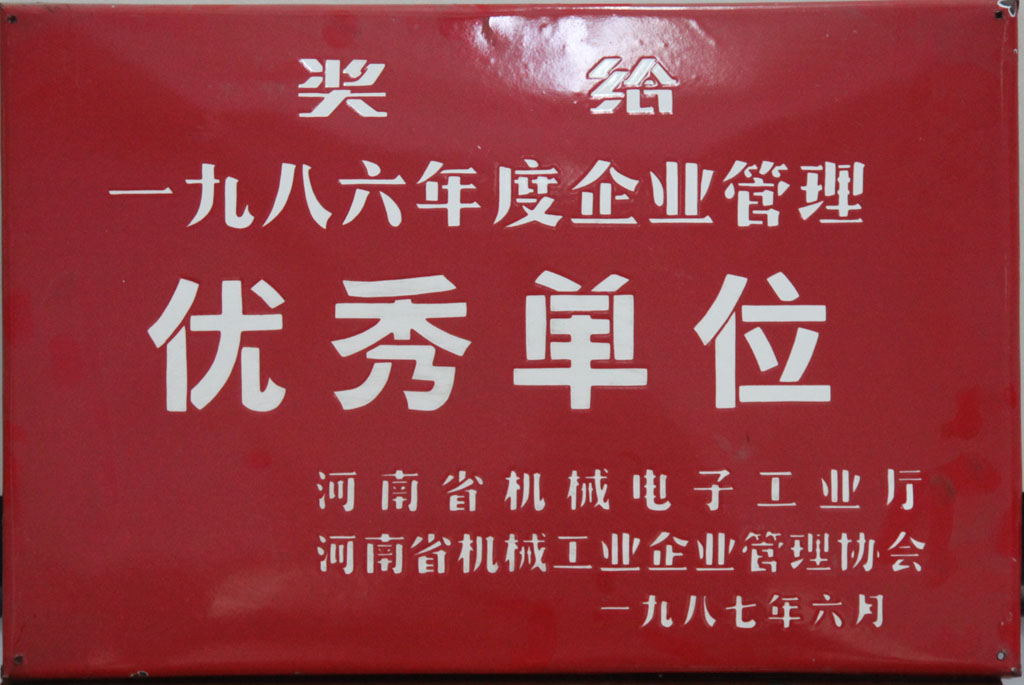 奖给
一九八六年度企业管理
优秀单位
河南省机械电子工业厅
河南省机械工业企业管理协会
一九八七年六月